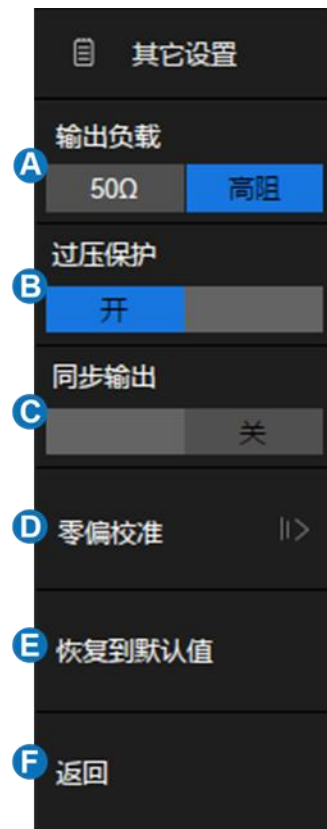 其它设置
输出负载
A
50Ω 高阻
过压保护
B
开
同步输出
C
关
D 零偏校准
E 恢复到默认值
F 返回